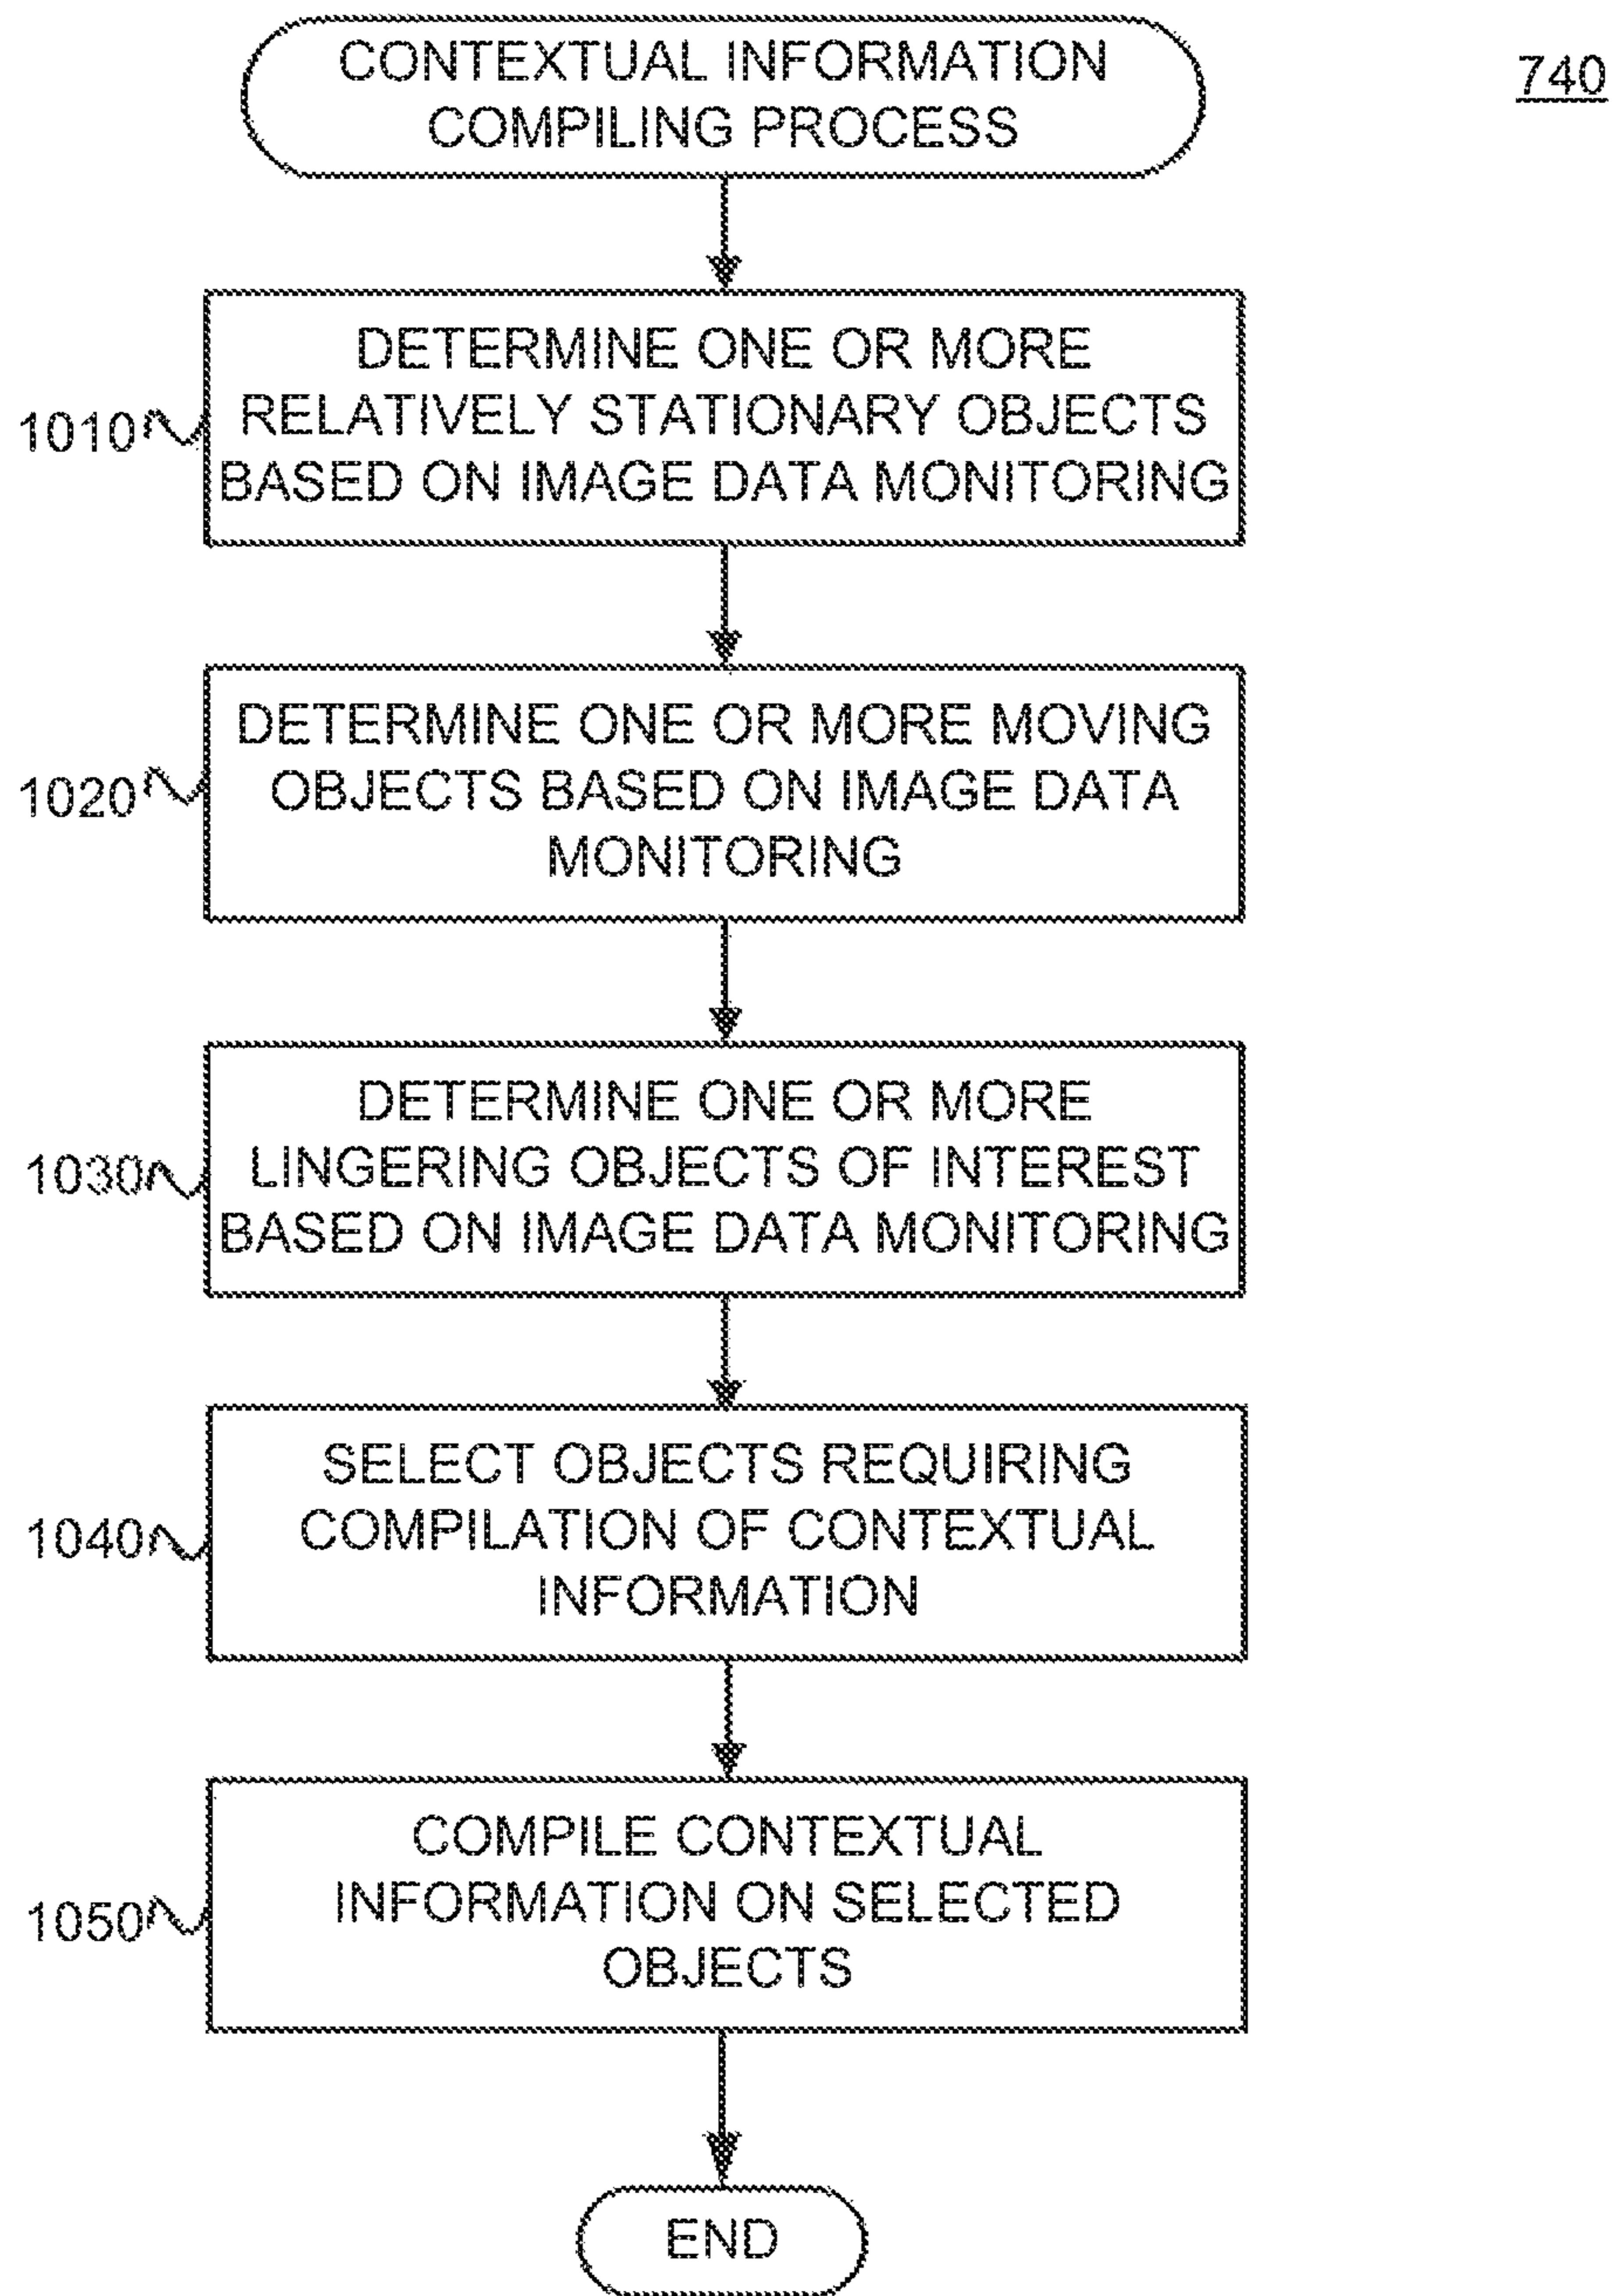 CONTEXTUAL INFORMATION
COMPILING PROCESS
740
DETERMINE ONE OR MORE
RELATIVELY STATIONARY OBJECTS
BASED ON IMAGE DATA MONITORING
1010
DETERMINE ONE OR MORE MOVING
OBJECTS BASED ON IMAGE DATA
MONITORING
1020
DETERMINE ONE OR MORE
LINGERING OBJECTS OF INTEREST
BASED ON IMAGE DATA MONITORING
1030
SELECT OBJECTS REQUIRING
COMPILATION OF CONTEXTUAL
INFORMATION
1040
COMPILE CONTEXTUAL
INFORMATION ON SELECTED
OBJECTS
1050
END